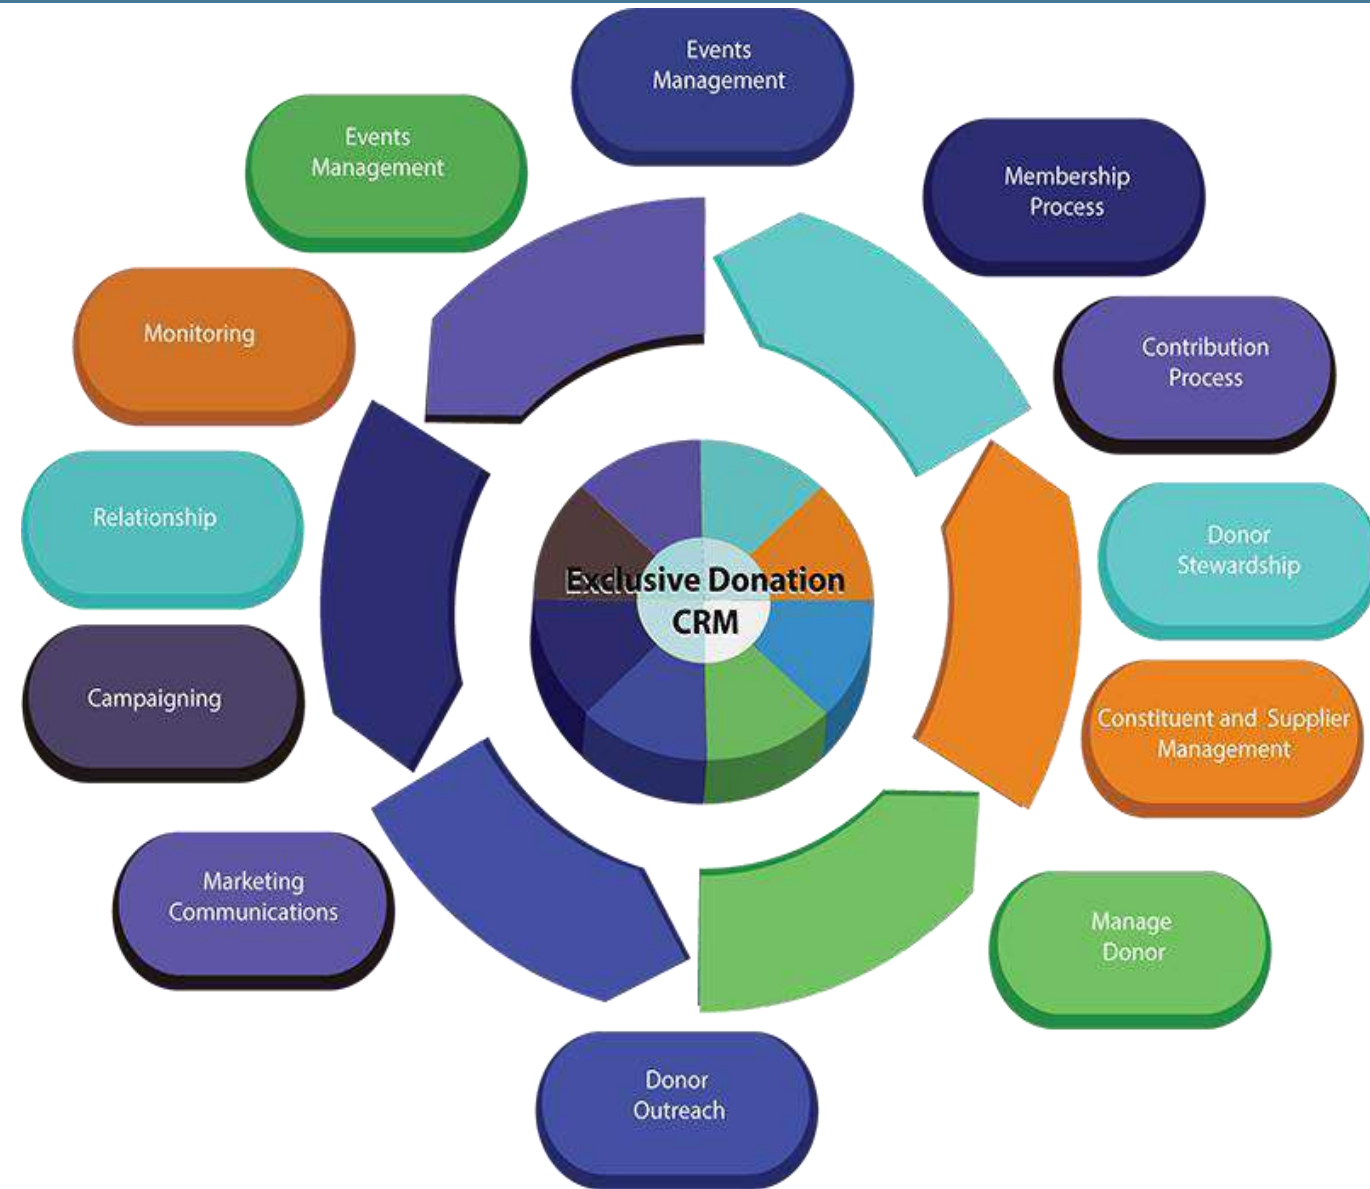 Events
Management
Events
Management
Membership
Process
Monitoring
Contribution
Process
Relationship
Donor
Stewardship
Exclusive Donation
CRM
Campaigning
Constituent and Supplier
Management
Marketing
Communications
Manage
Donor
Donor
Outreach